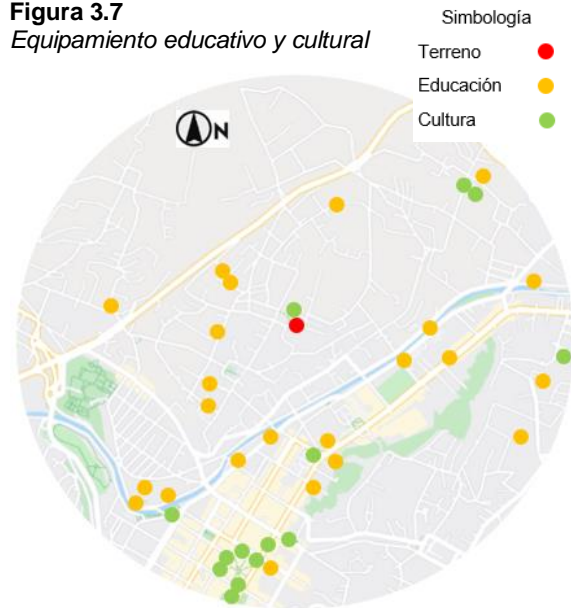 Figura 3.7
Equipamiento educativo y cultural
Simbología
Terreno
Educación
Cultura
N